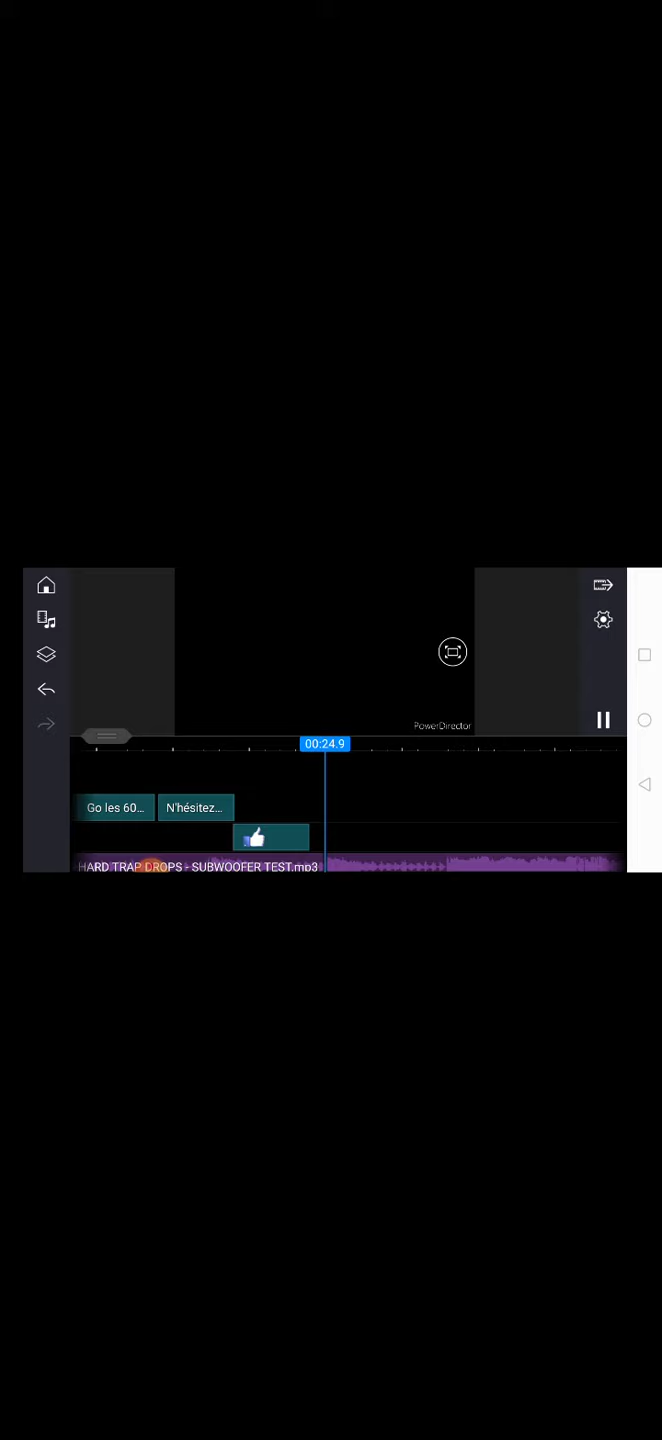 PowerDirector
00:24.9
Go les 60... N'hésitez...
HARD TRAP DROPS - SUBWOOFER TEST.mp3